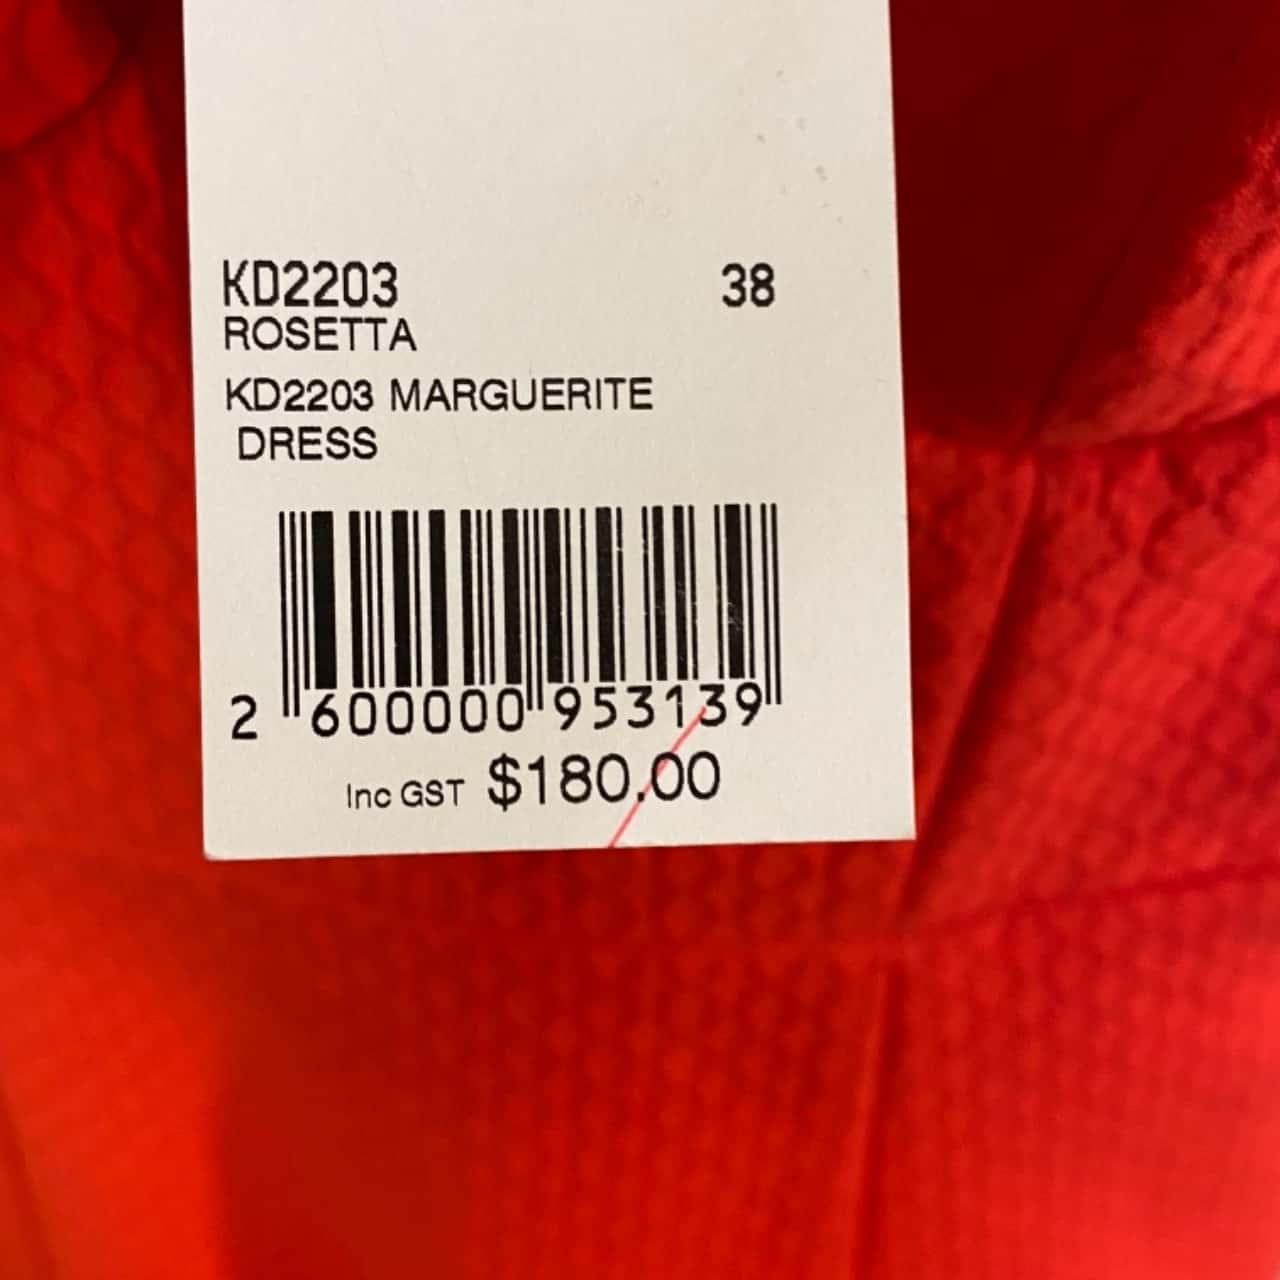 KD2203 38
ROSETTA
KD2203 MARGUERITE
DRESS
2 600000 953139
Inc GST $180.00